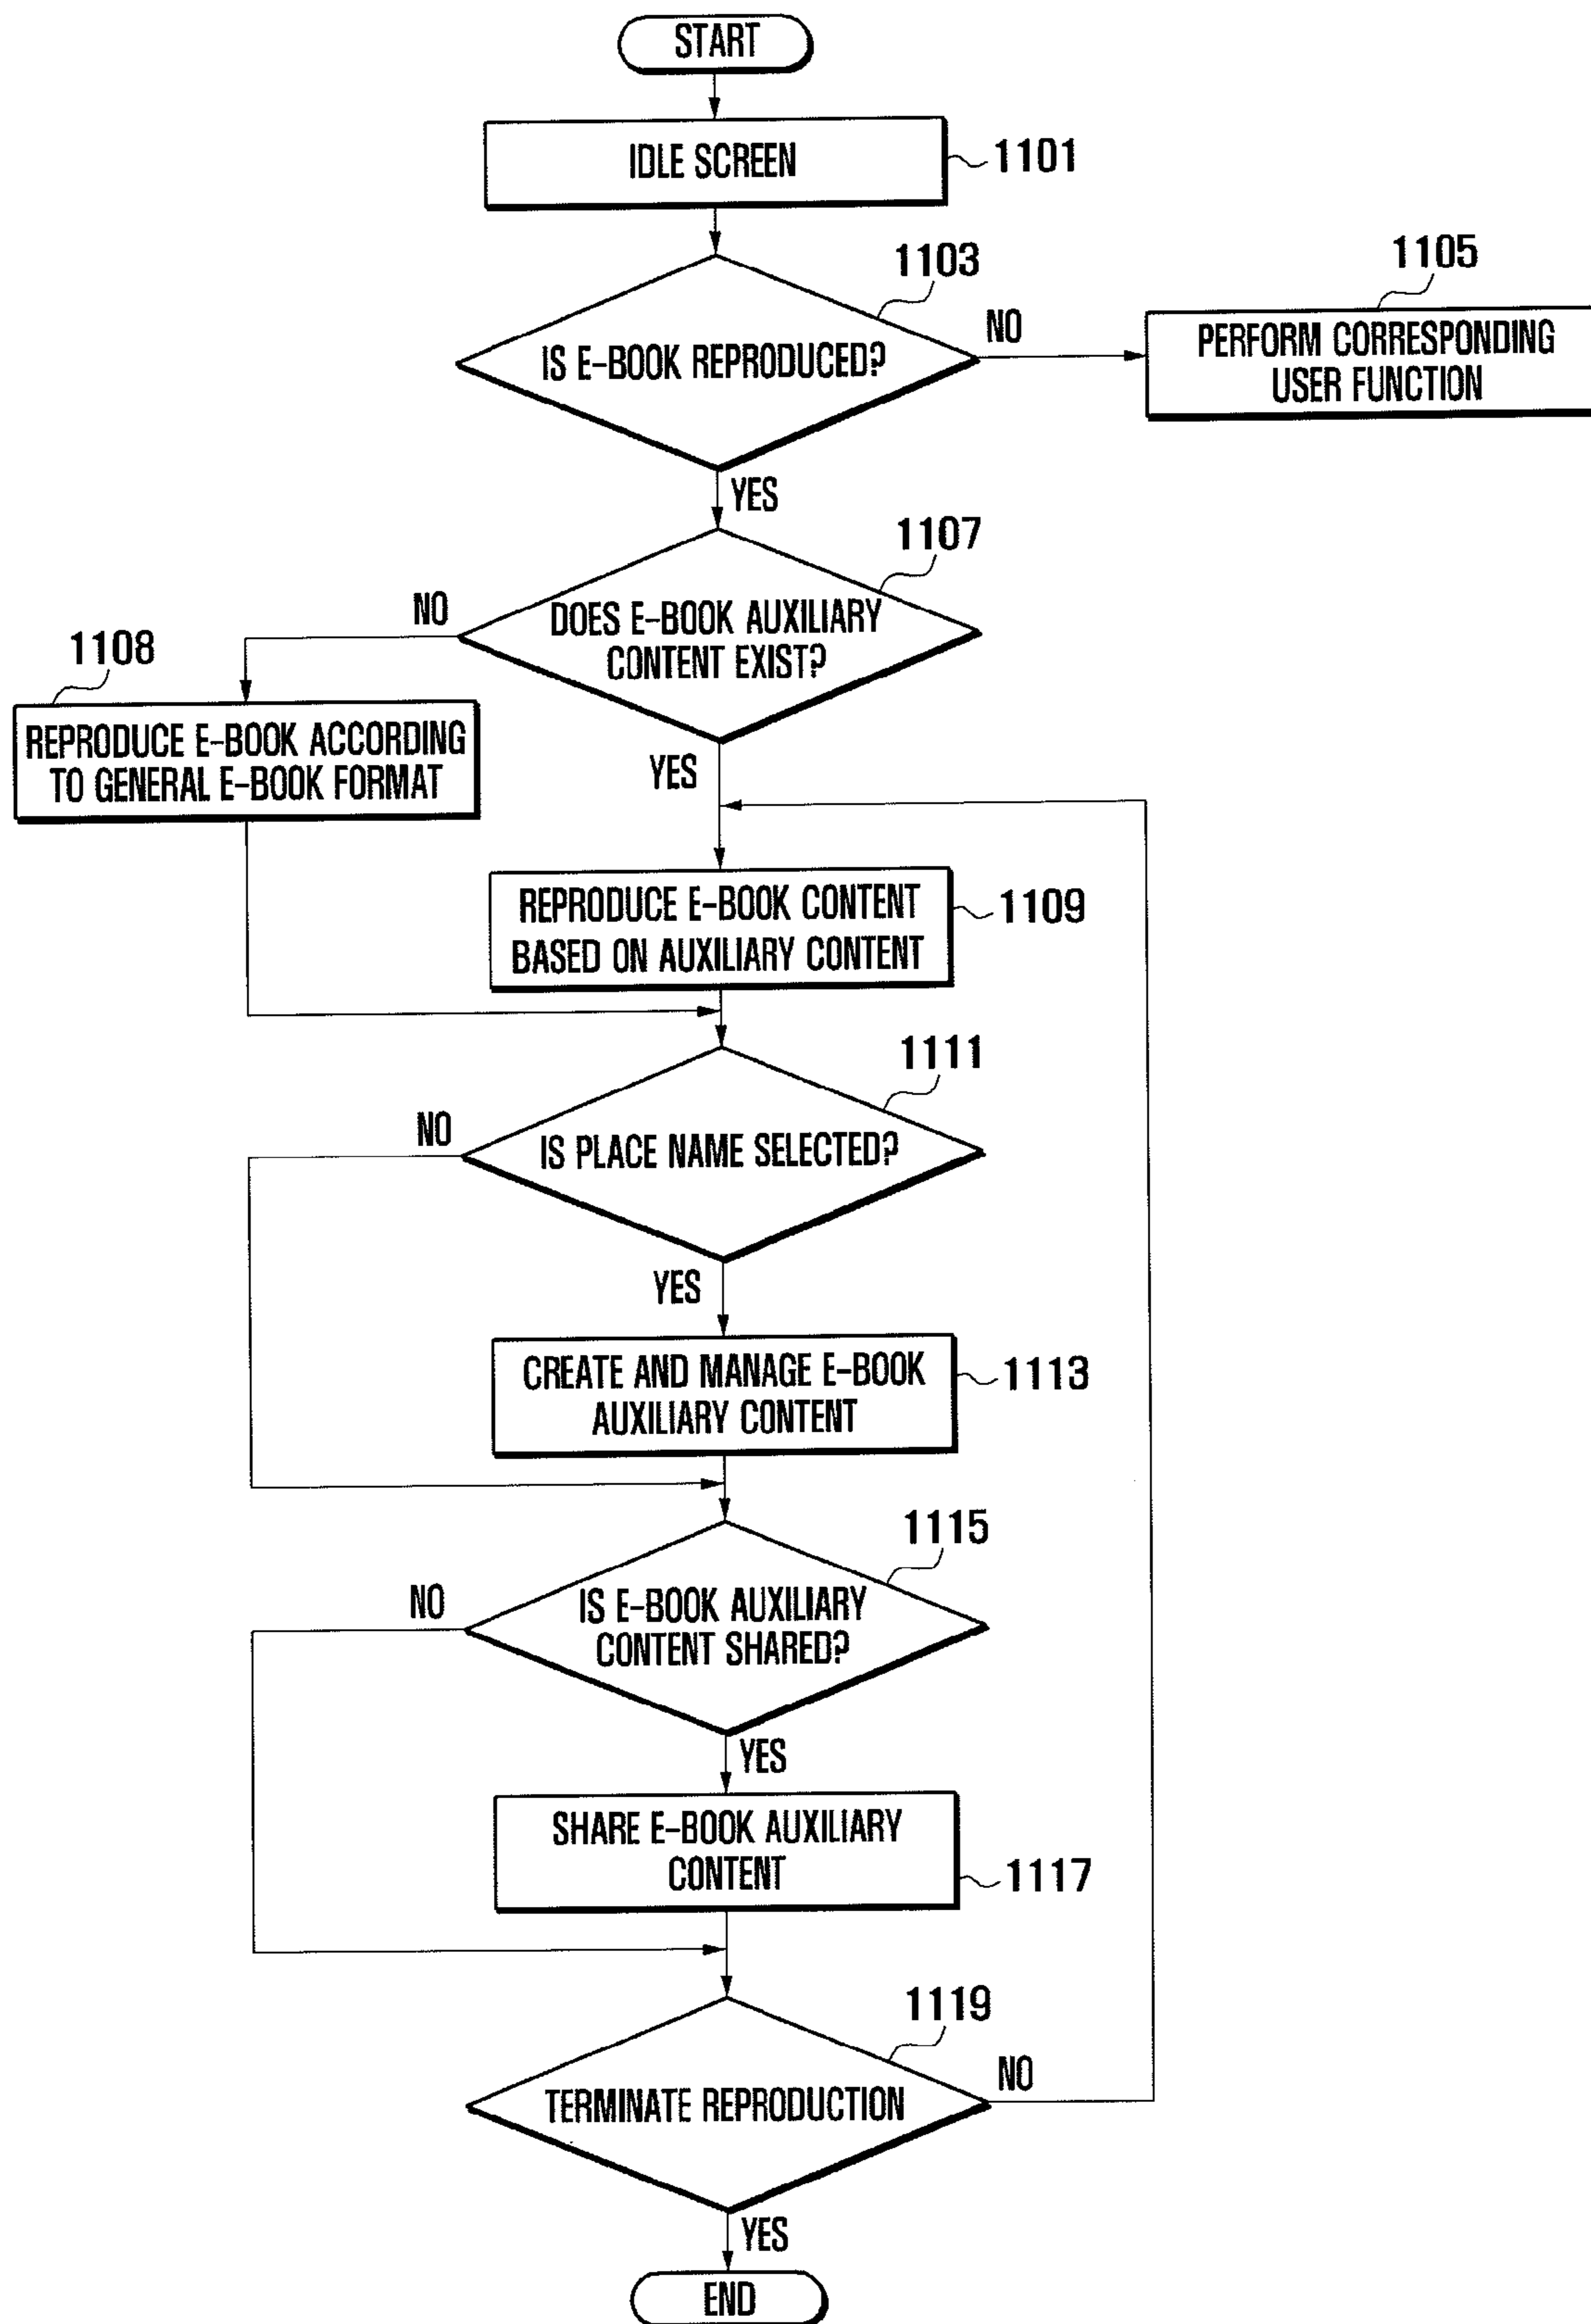 START
IDLE SCREEN
1101
1103
IS E-BOOK REPRODUCED?
NO
1105
PERFORM CORRESPONDING
USER FUNCTION
YES
1107
DOES E-BOOK AUXILIARY
CONTENT EXIST?
NO
1108
REPRODUCE E-BOOK ACCORDING
TO GENERAL E-BOOK FORMAT
YES
REPRODUCE E-BOOK CONTENT
BASED ON AUXILIARY CONTENT
1109
1111
IS PLACE NAME SELECTED?
NO
YES
CREATE AND MANAGE E-BOOK
AUXILIARY CONTENT
1113
1115
IS E-BOOK AUXILIARY
CONTENT SHARED?
NO
YES
SHARE E-BOOK AUXILIARY
CONTENT
1117
1119
TERMINATE REPRODUCTION
NO
YES
END